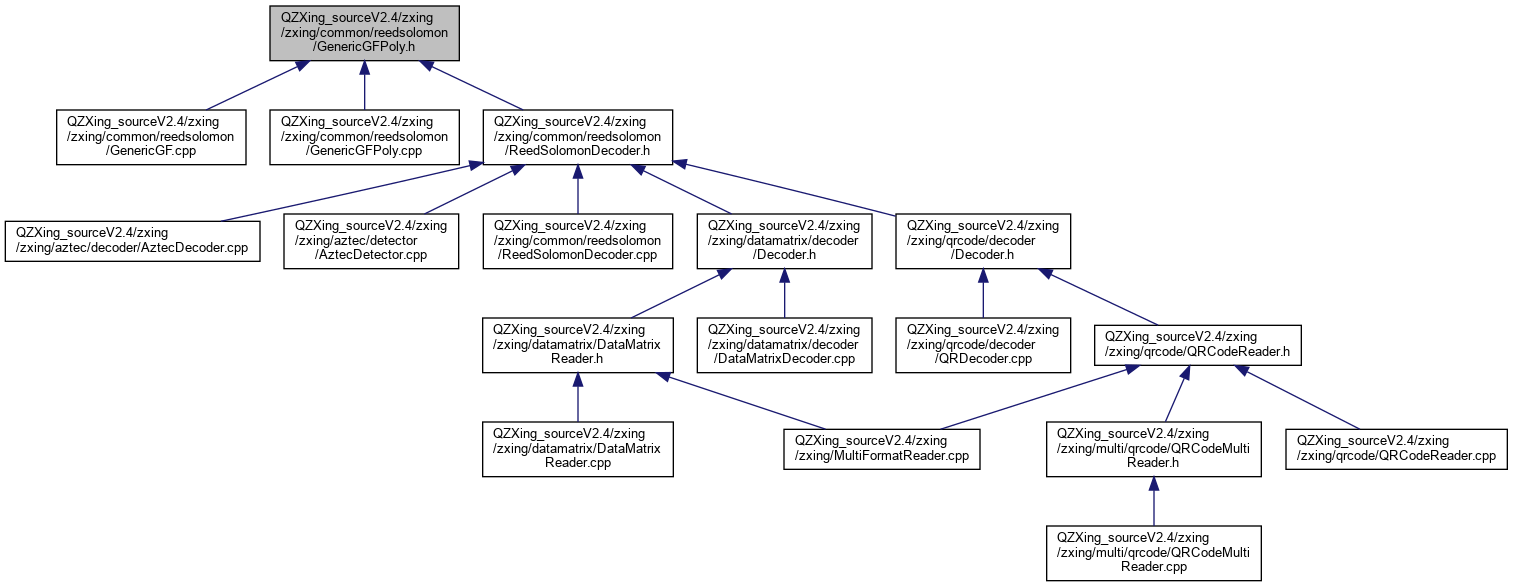 QZXing_sourceV2.4/zxing
/zxing/common/reedsolomon
/GenericGFPoly.h
QZXing_sourceV2.4/zxing
/zxing/common/reedsolomon
/GenericGF.cpp
QZXing_sourceV2.4/zxing
/zxing/common/reedsolomon
/GenericGFPoly.cpp
QZXing_sourceV2.4/zxing
/zxing/common/reedsolomon
/ReedSolomonDecoder.h
QZXing_sourceV2.4/zxing
/zxing/aztec/decoder/AztecDecoder.cpp
QZXing_sourceV2.4/zxing
/zxing/aztec/detector
/AztecDetector.cpp
QZXing_sourceV2.4/zxing
/zxing/common/reedsolomon
/ReedSolomonDecoder.cpp
QZXing_sourceV2.4/zxing
/zxing/datamatrix/decoder
/Decoder.h
QZXing_sourceV2.4/zxing
/zxing/qrcode/decoder
/Decoder.h
QZXing_sourceV2.4/zxing
/zxing/datamatrix/DataMatrix
Reader.h
QZXing_sourceV2.4/zxing
/zxing/datamatrix/decoder
/DataMatrixDecoder.cpp
QZXing_sourceV2.4/zxing
/zxing/qrcode/decoder
/QRDecoder.cpp
QZXing_sourceV2.4/zxing
/zxing/qrcode/QRCodeReader.h
QZXing_sourceV2.4/zxing
/zxing/datamatrix/DataMatrix
Reader.cpp
QZXing_sourceV2.4/zxing
/zxing/MultiFormatReader.cpp
QZXing_sourceV2.4/zxing
/zxing/multi/qrcode/QRCodeMulti
Reader.h
QZXing_sourceV2.4/zxing
/zxing/qrcode/QRCodeReader.cpp
QZXing_sourceV2.4/zxing
/zxing/multi/qrcode/QRCodeMulti
Reader.cpp